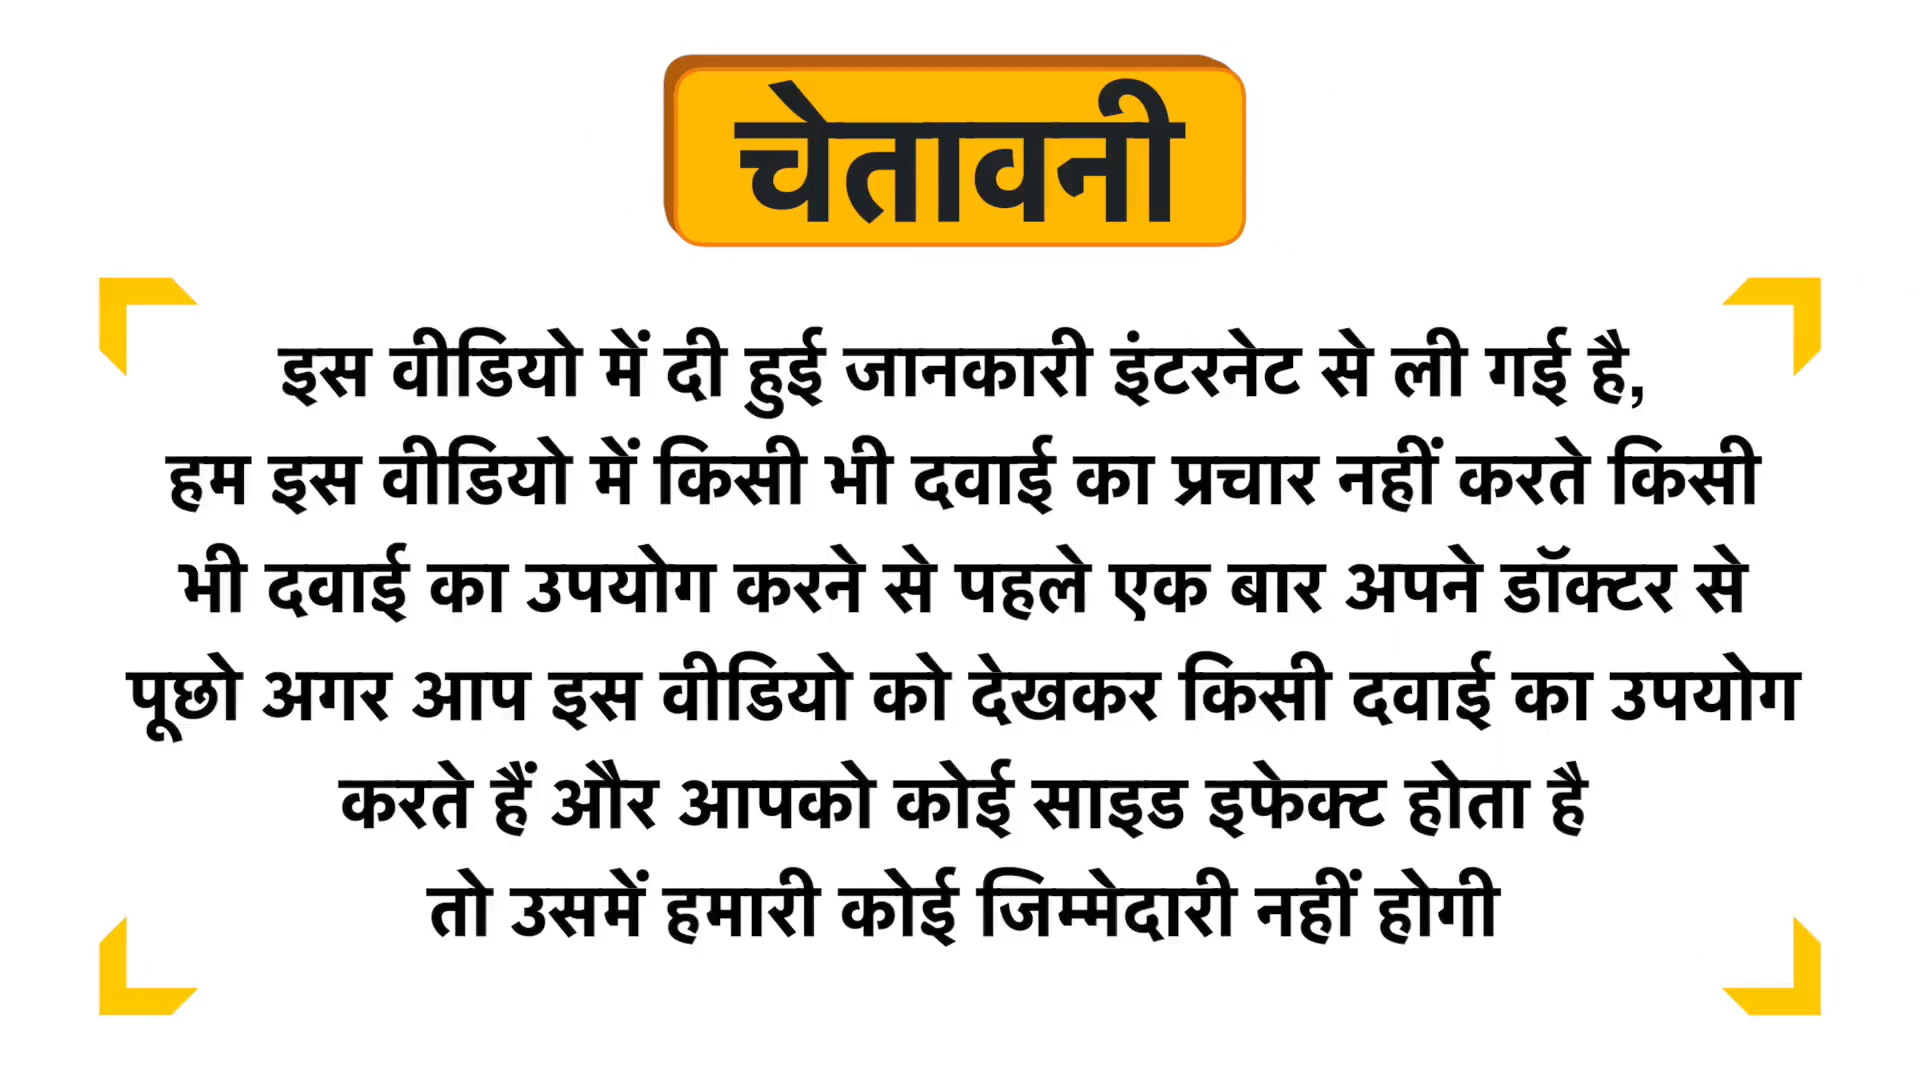 चेतावनी
इस वीडियो में दी हुई जानकारी इंटरनेट से ली गई है,
हम इस वीडियो में किसी भी दवाई का प्रचार नहीं करते किसी
भी दवाई का उपयोग करने से पहले एक बार अपने डॉक्टर से
पूछो अगर आप इस वीडियो को देखकर किसी दवाई का उपयोग
करते हैं और आपको कोई साइड इफेक्ट होता है
तो उसमें हमारी कोई जिम्मेदारी नहीं होगी